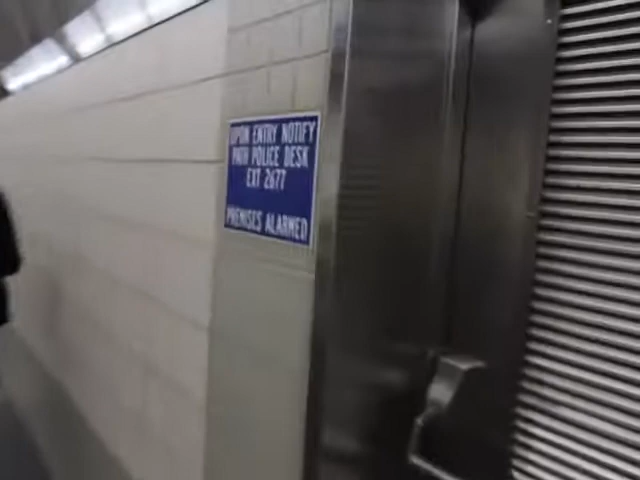 UPON ENTRY NOTIFY
PATH POLICE DESK
EXT 2677
PREMISES ALARMED